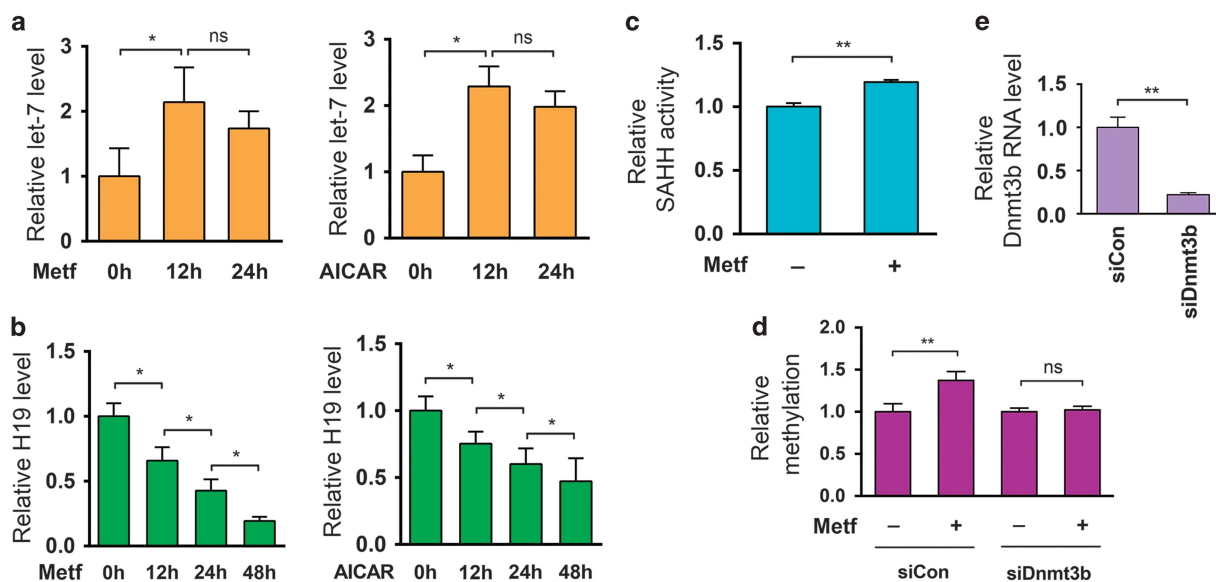 a
Relative let-7 level
3
2
1
0
*
ns
Metf 0h 12h 24h
Relative let-7 level
3
2
1
0
*
ns
AICAR 0h 12h 24h
b
Relative H19 level
1.5
1.0
0.5
0.0
*
*
*
Metf 0h 12h 24h 48h
Relative H19 level
1.5
1.0
0.5
0.0
*
*
*
AICAR 0h 12h 24h 48h
c
Relative
SAHH activity
1.5
1.0
0.5
0.0
**
Metf – +
e
Relative
Dnmt3b RNA level
1.5
1.0
0.5
0.0
**
siCon
siDnmt3b
d
Relative
methylation
2.0
1.5
1.0
0.5
0.0
**
ns
Metf – + – +
siCon siDnmt3b